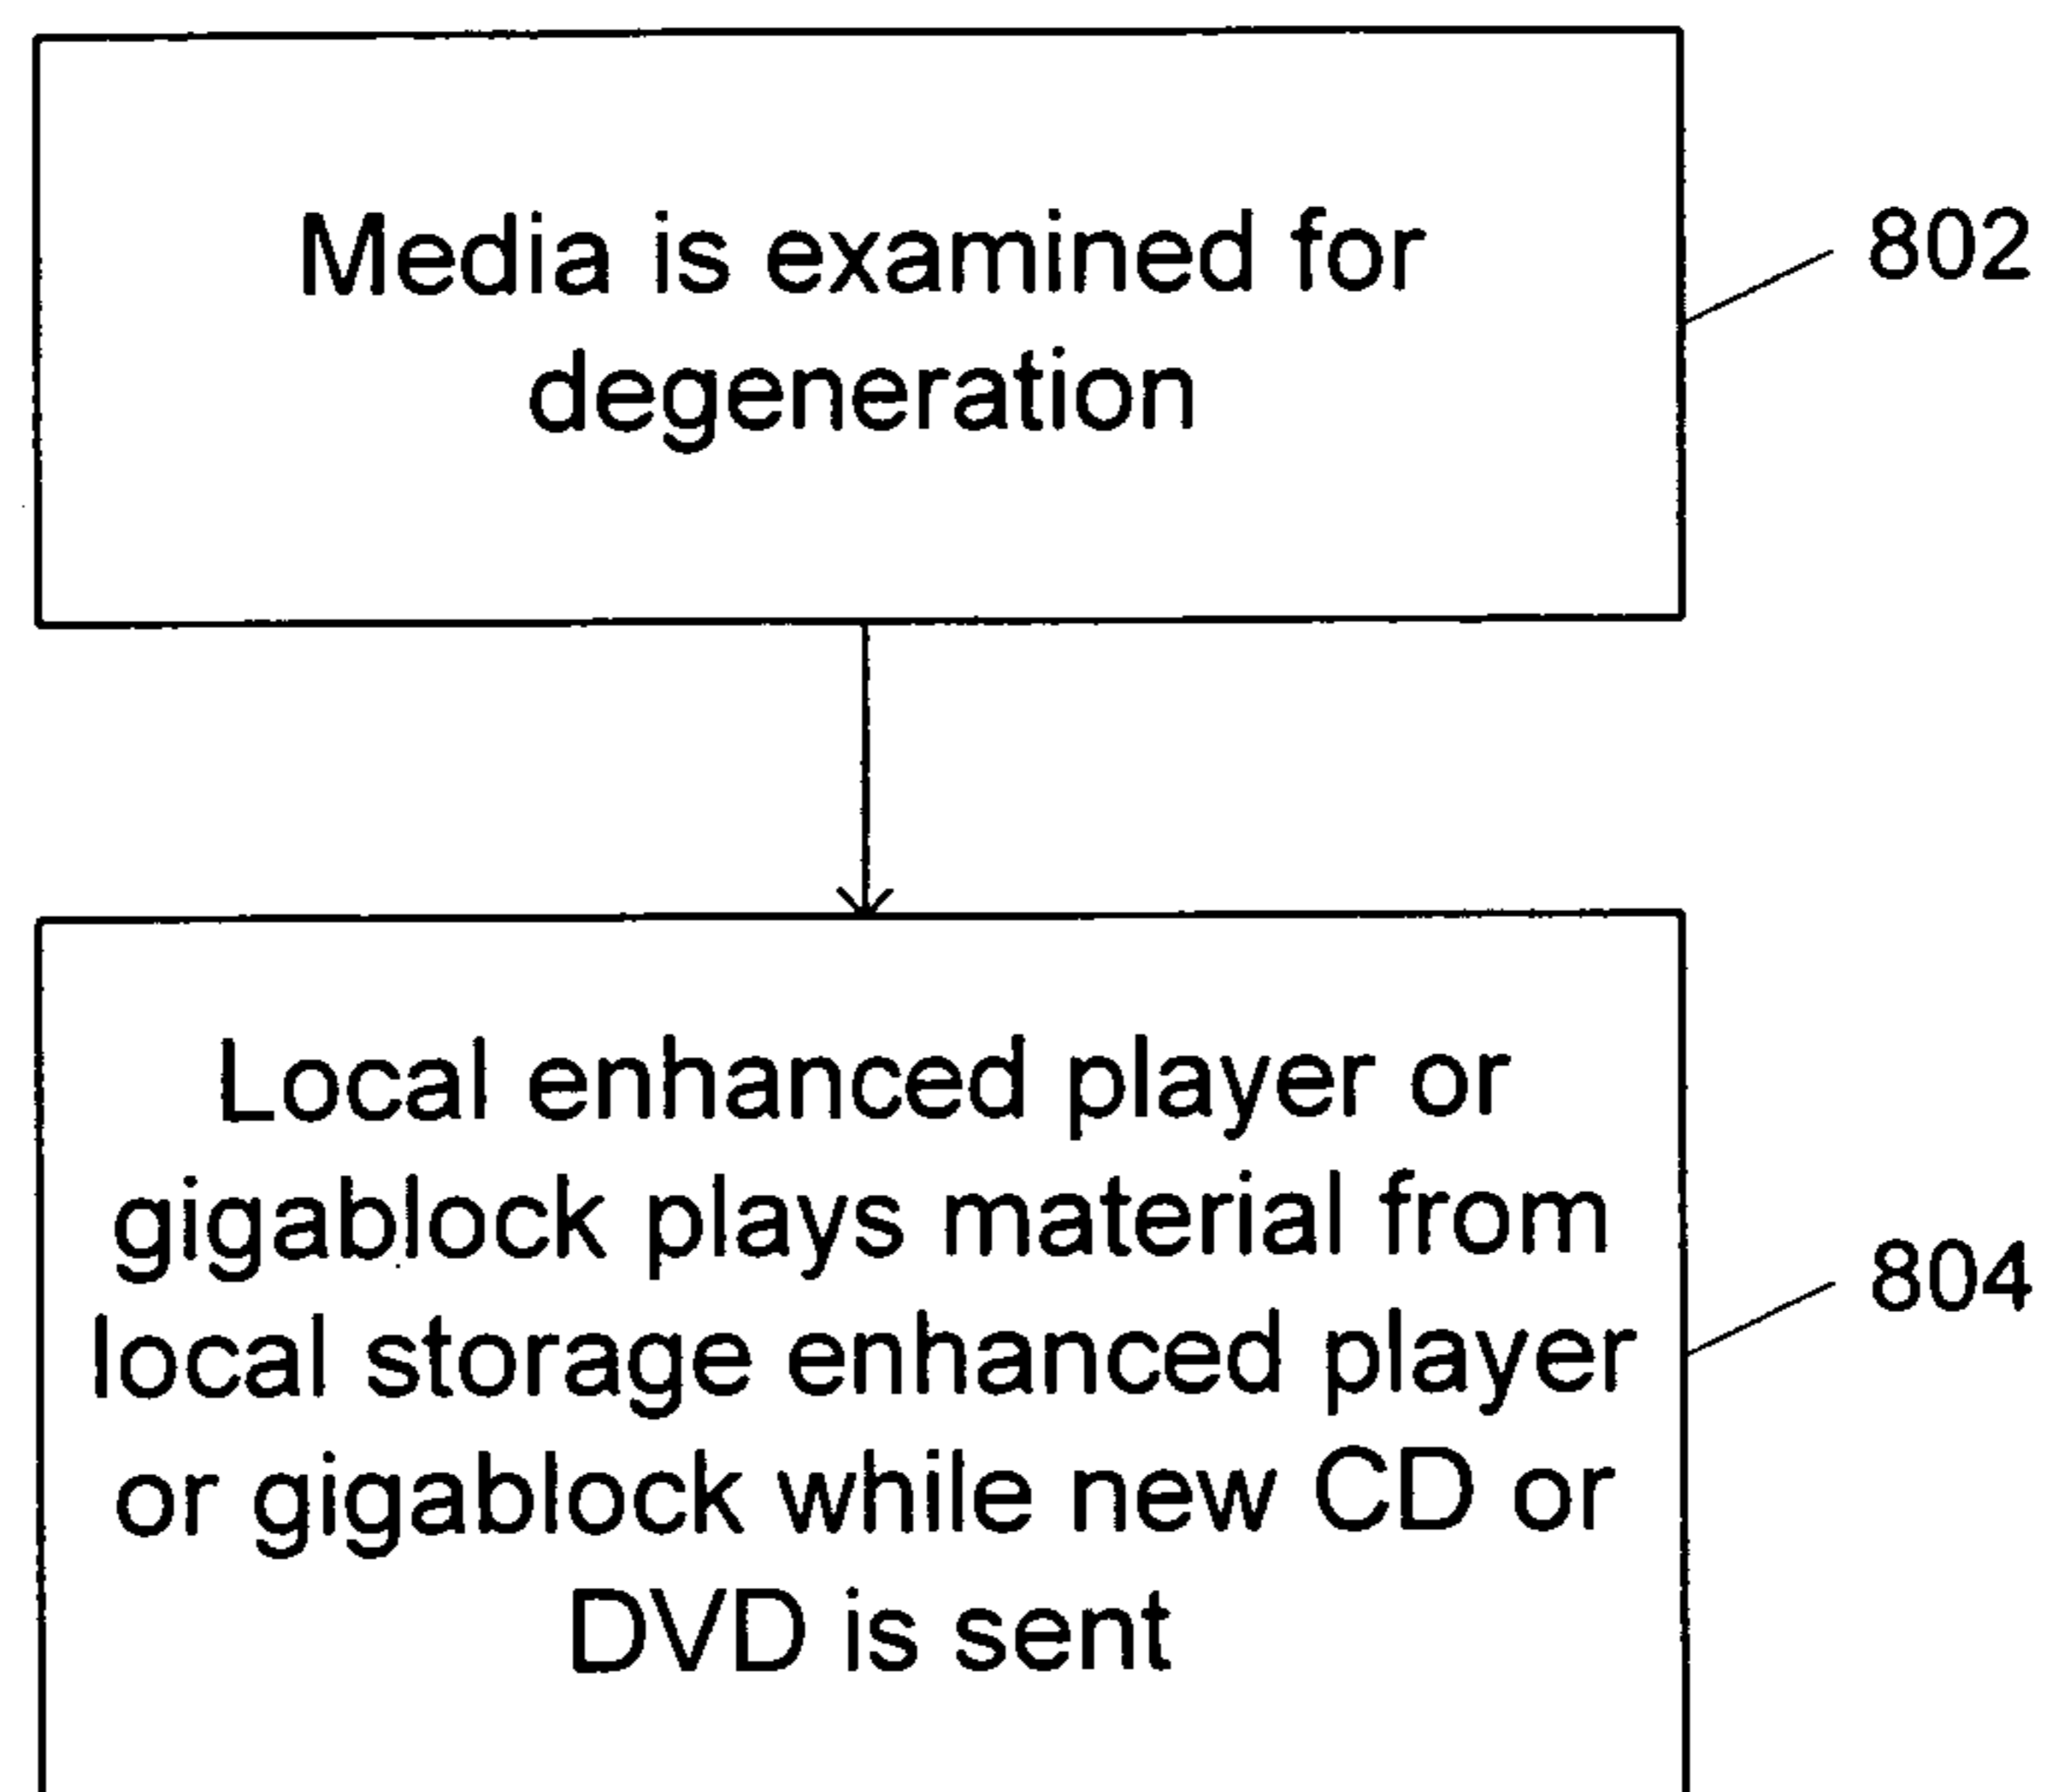 Media is examined for
degeneration
802
Local enhanced player or
gigablock plays material from
local storage enhanced player
or gigablock while new CD or
DVD is sent
804